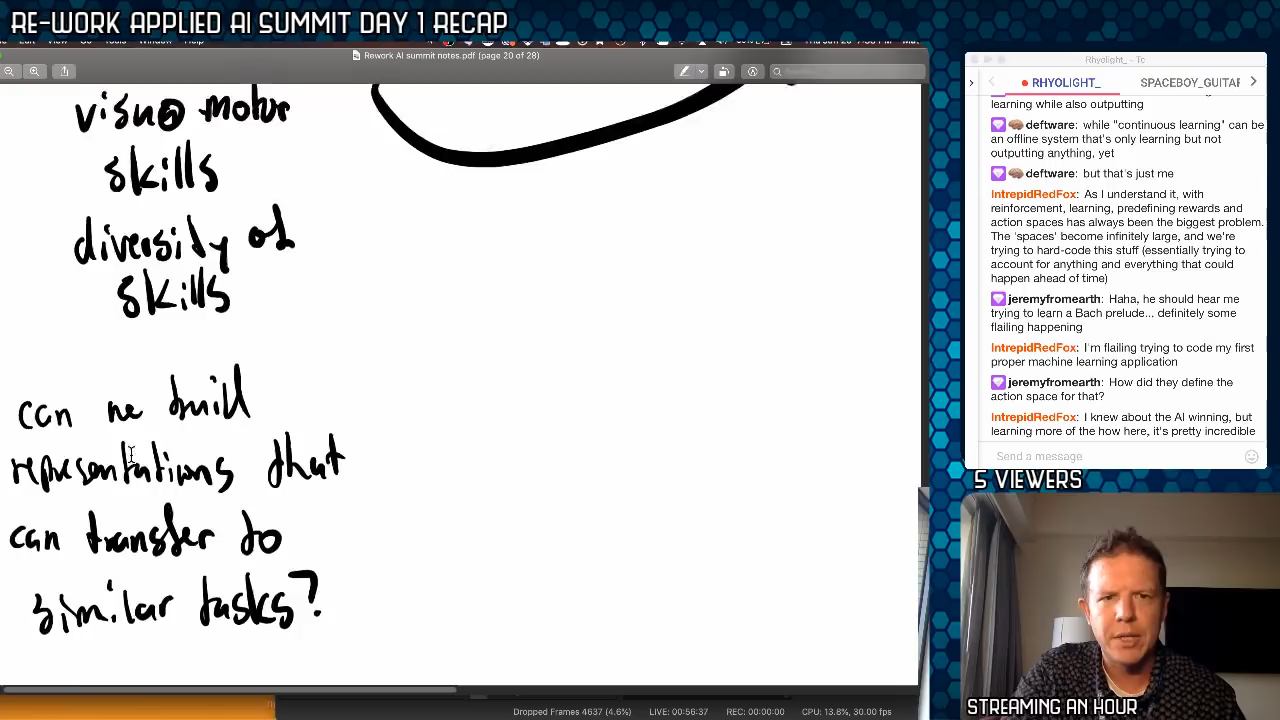 RE-WORK APPLIED AI SUMMIT DAY 1 RECAP
Rework AI summit notes.pdf (page 20 of 28)
visuo motor
skills
diversity of
skills
can we build
representations that
can transfer to
similar tasks?
Rhyolight_ - Tc
RHYOLIGHT_
SPACEBOY_GUITAR
learning while also outputting
deftware: while "continuous learning" can be
an offline system that's only learning but not
outputting anything, yet
deftware: but that's just me
IntrepidRedFox: As I understand it, with
reinforcement, learning, predefining rewards and
action spaces has always been the biggest problem.
The 'spaces' become infinitely large, and we're
trying to hard-code this stuff (essentially trying to
account for anything and everything that could
happen ahead of time)
jeremyfromearth: Haha, he should hear me
trying to learn a Bach prelude... definitely some
flailing happening
IntrepidRedFox: I'm flailing trying to code my first
proper machine learning application
jeremyfromearth: How did they define the
action space for that?
IntrepidRedFox: I knew about the AI winning, but
learning more of the how here, it's pretty incredible
Send a message
5 VIEWERS
STREAMING AN HOUR
Dropped Frames 4637 (4.6%) LIVE: 00:56:37 REC: 00:00:00 CPU: 13.8%, 30.00 fps